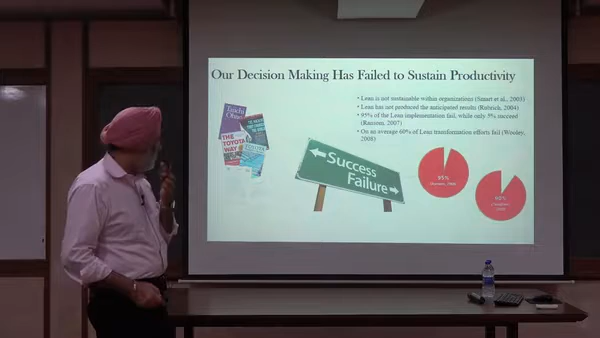 Our Decision Making Has Failed to Sustain Productivity
• Lean is not sustainable within organizations (Smart et al., 2003)
• Lean has not produced the anticipated results (Rubrick, 2004)
• 95% of the Lean implementation fail, while only 5% succeed
(Ransom, 2007)
• On an average 60% of Lean transformation efforts fail (Wooley,
2008)
Taiichi
Ohno
THE
TOYOTA
WAY
Success
Failure
95%